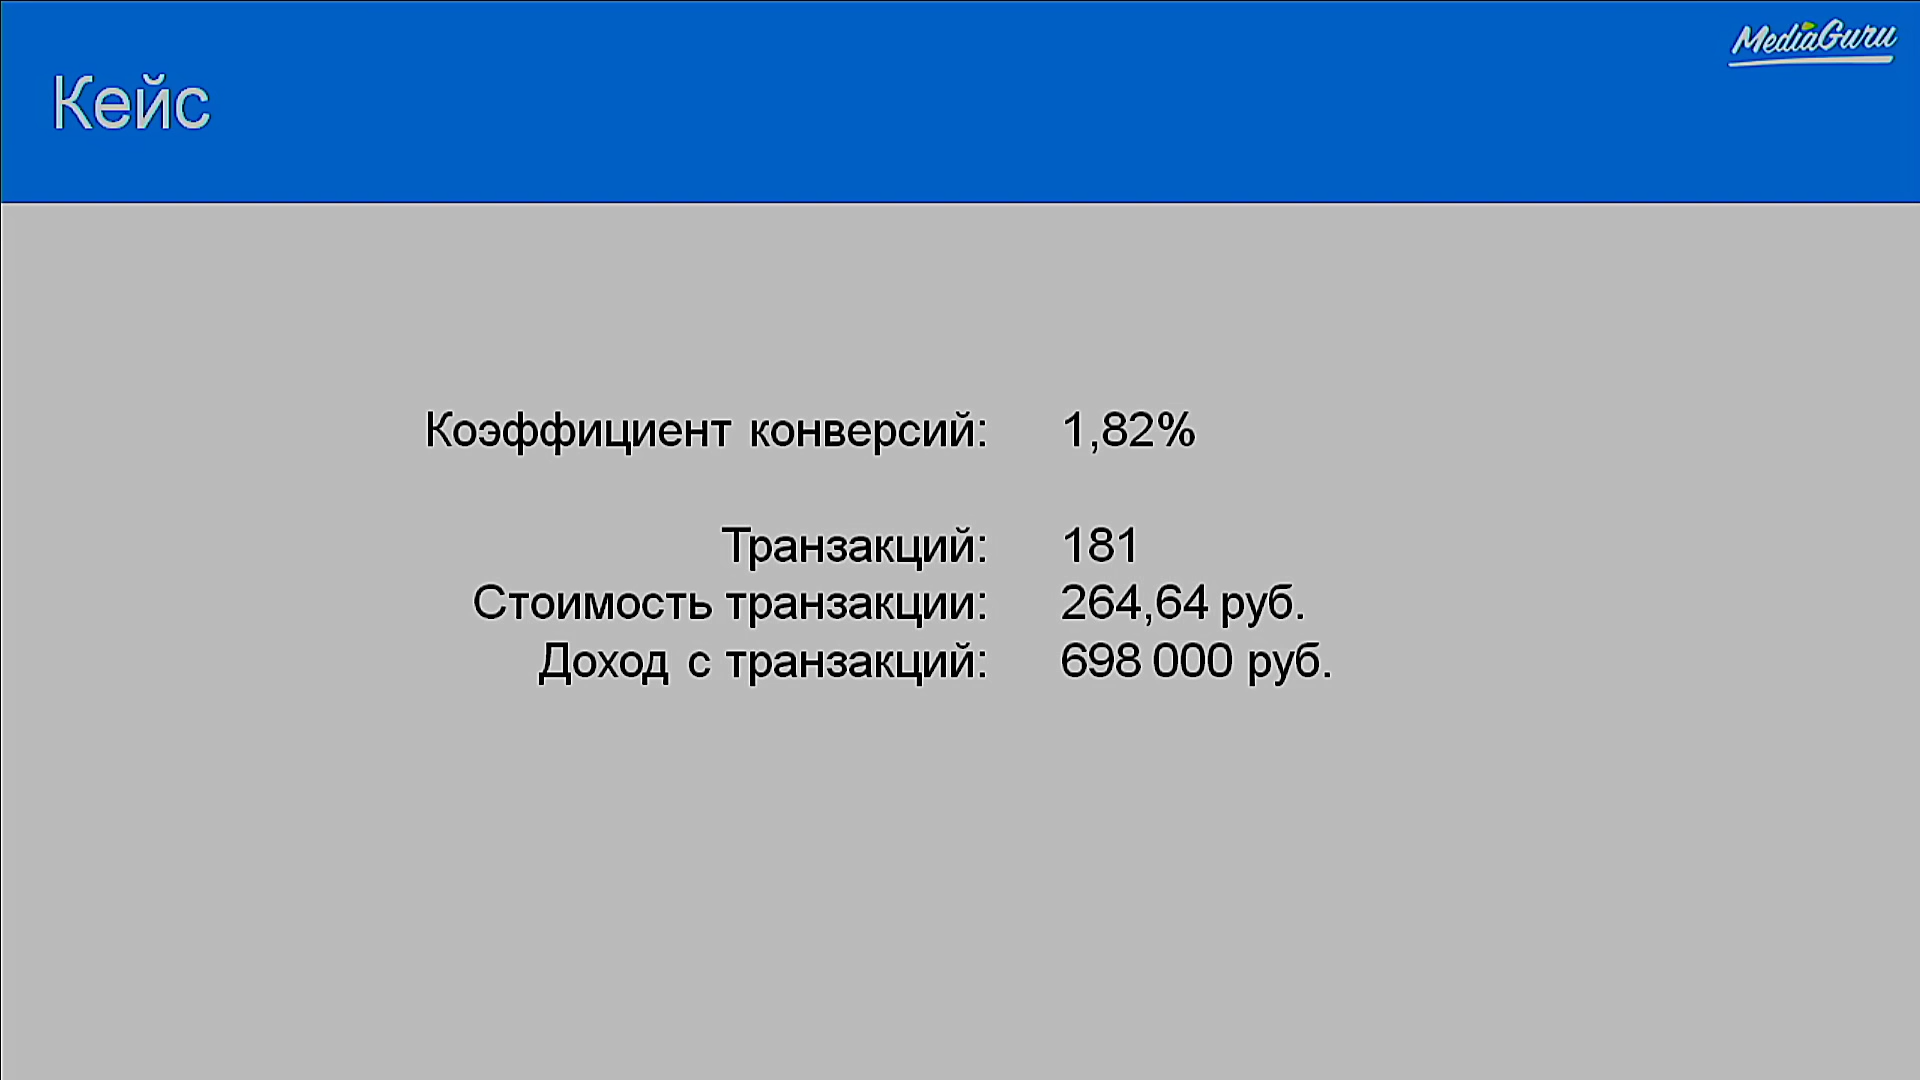 MediaGuru
Кейс
Коэффициент конверсий: 1,82%
Транзакций: 181
Стоимость транзакции: 264,64 руб.
Доход с транзакций: 698 000 руб.